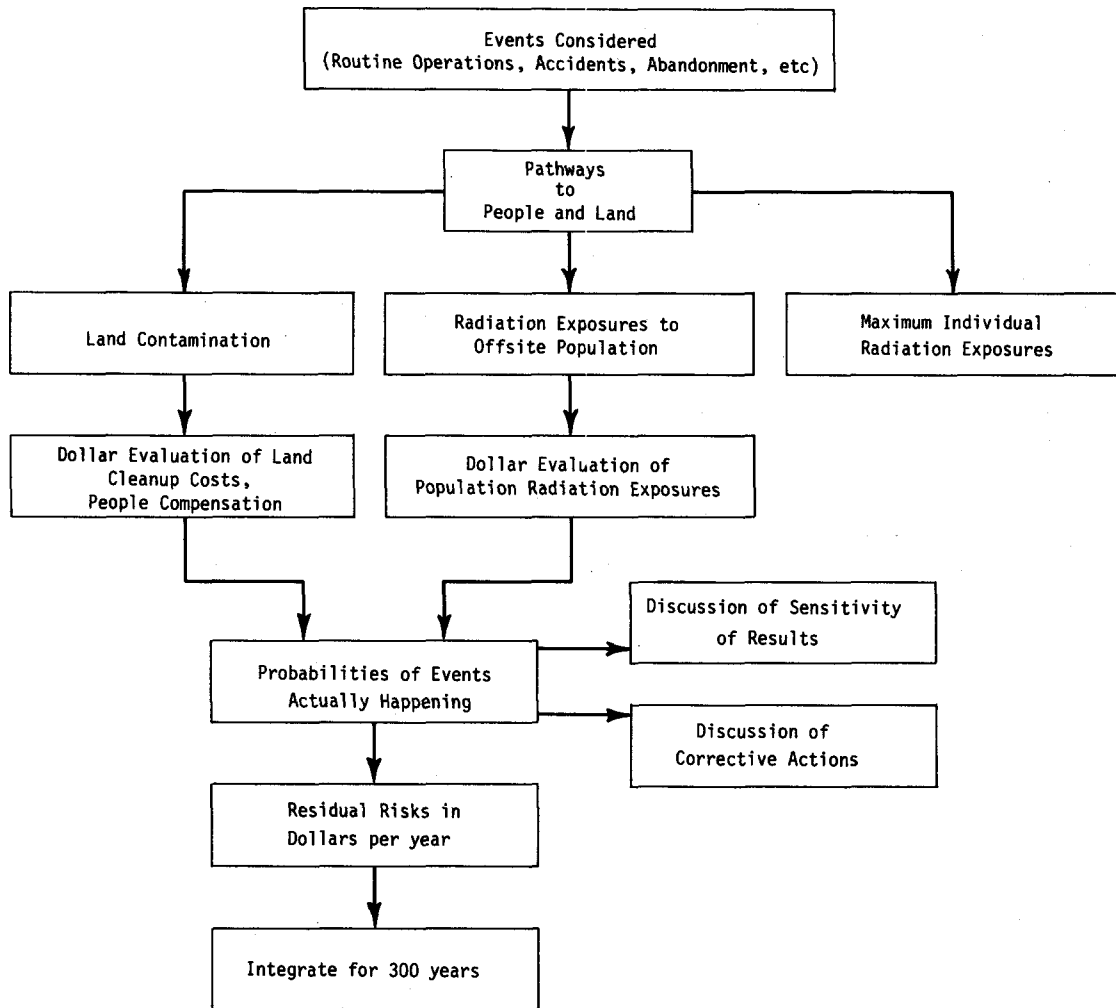 Events Considered
(Routine Operations, Accidents, Abandonment, etc)
Pathways
to
People and Land
Land Contamination
Radiation Exposures to
Offsite Population
Maximum Individual
Radiation Exposures
Dollar Evaluation of Land
Cleanup Costs,
People Compensation
Dollar Evaluation of
Population Radiation Exposures
Probabilities of Events
Actually Happening
Discussion of Sensitivity
of Results
Discussion of
Corrective Actions
Residual Risks in
Dollars per year
Integrate for 300 years